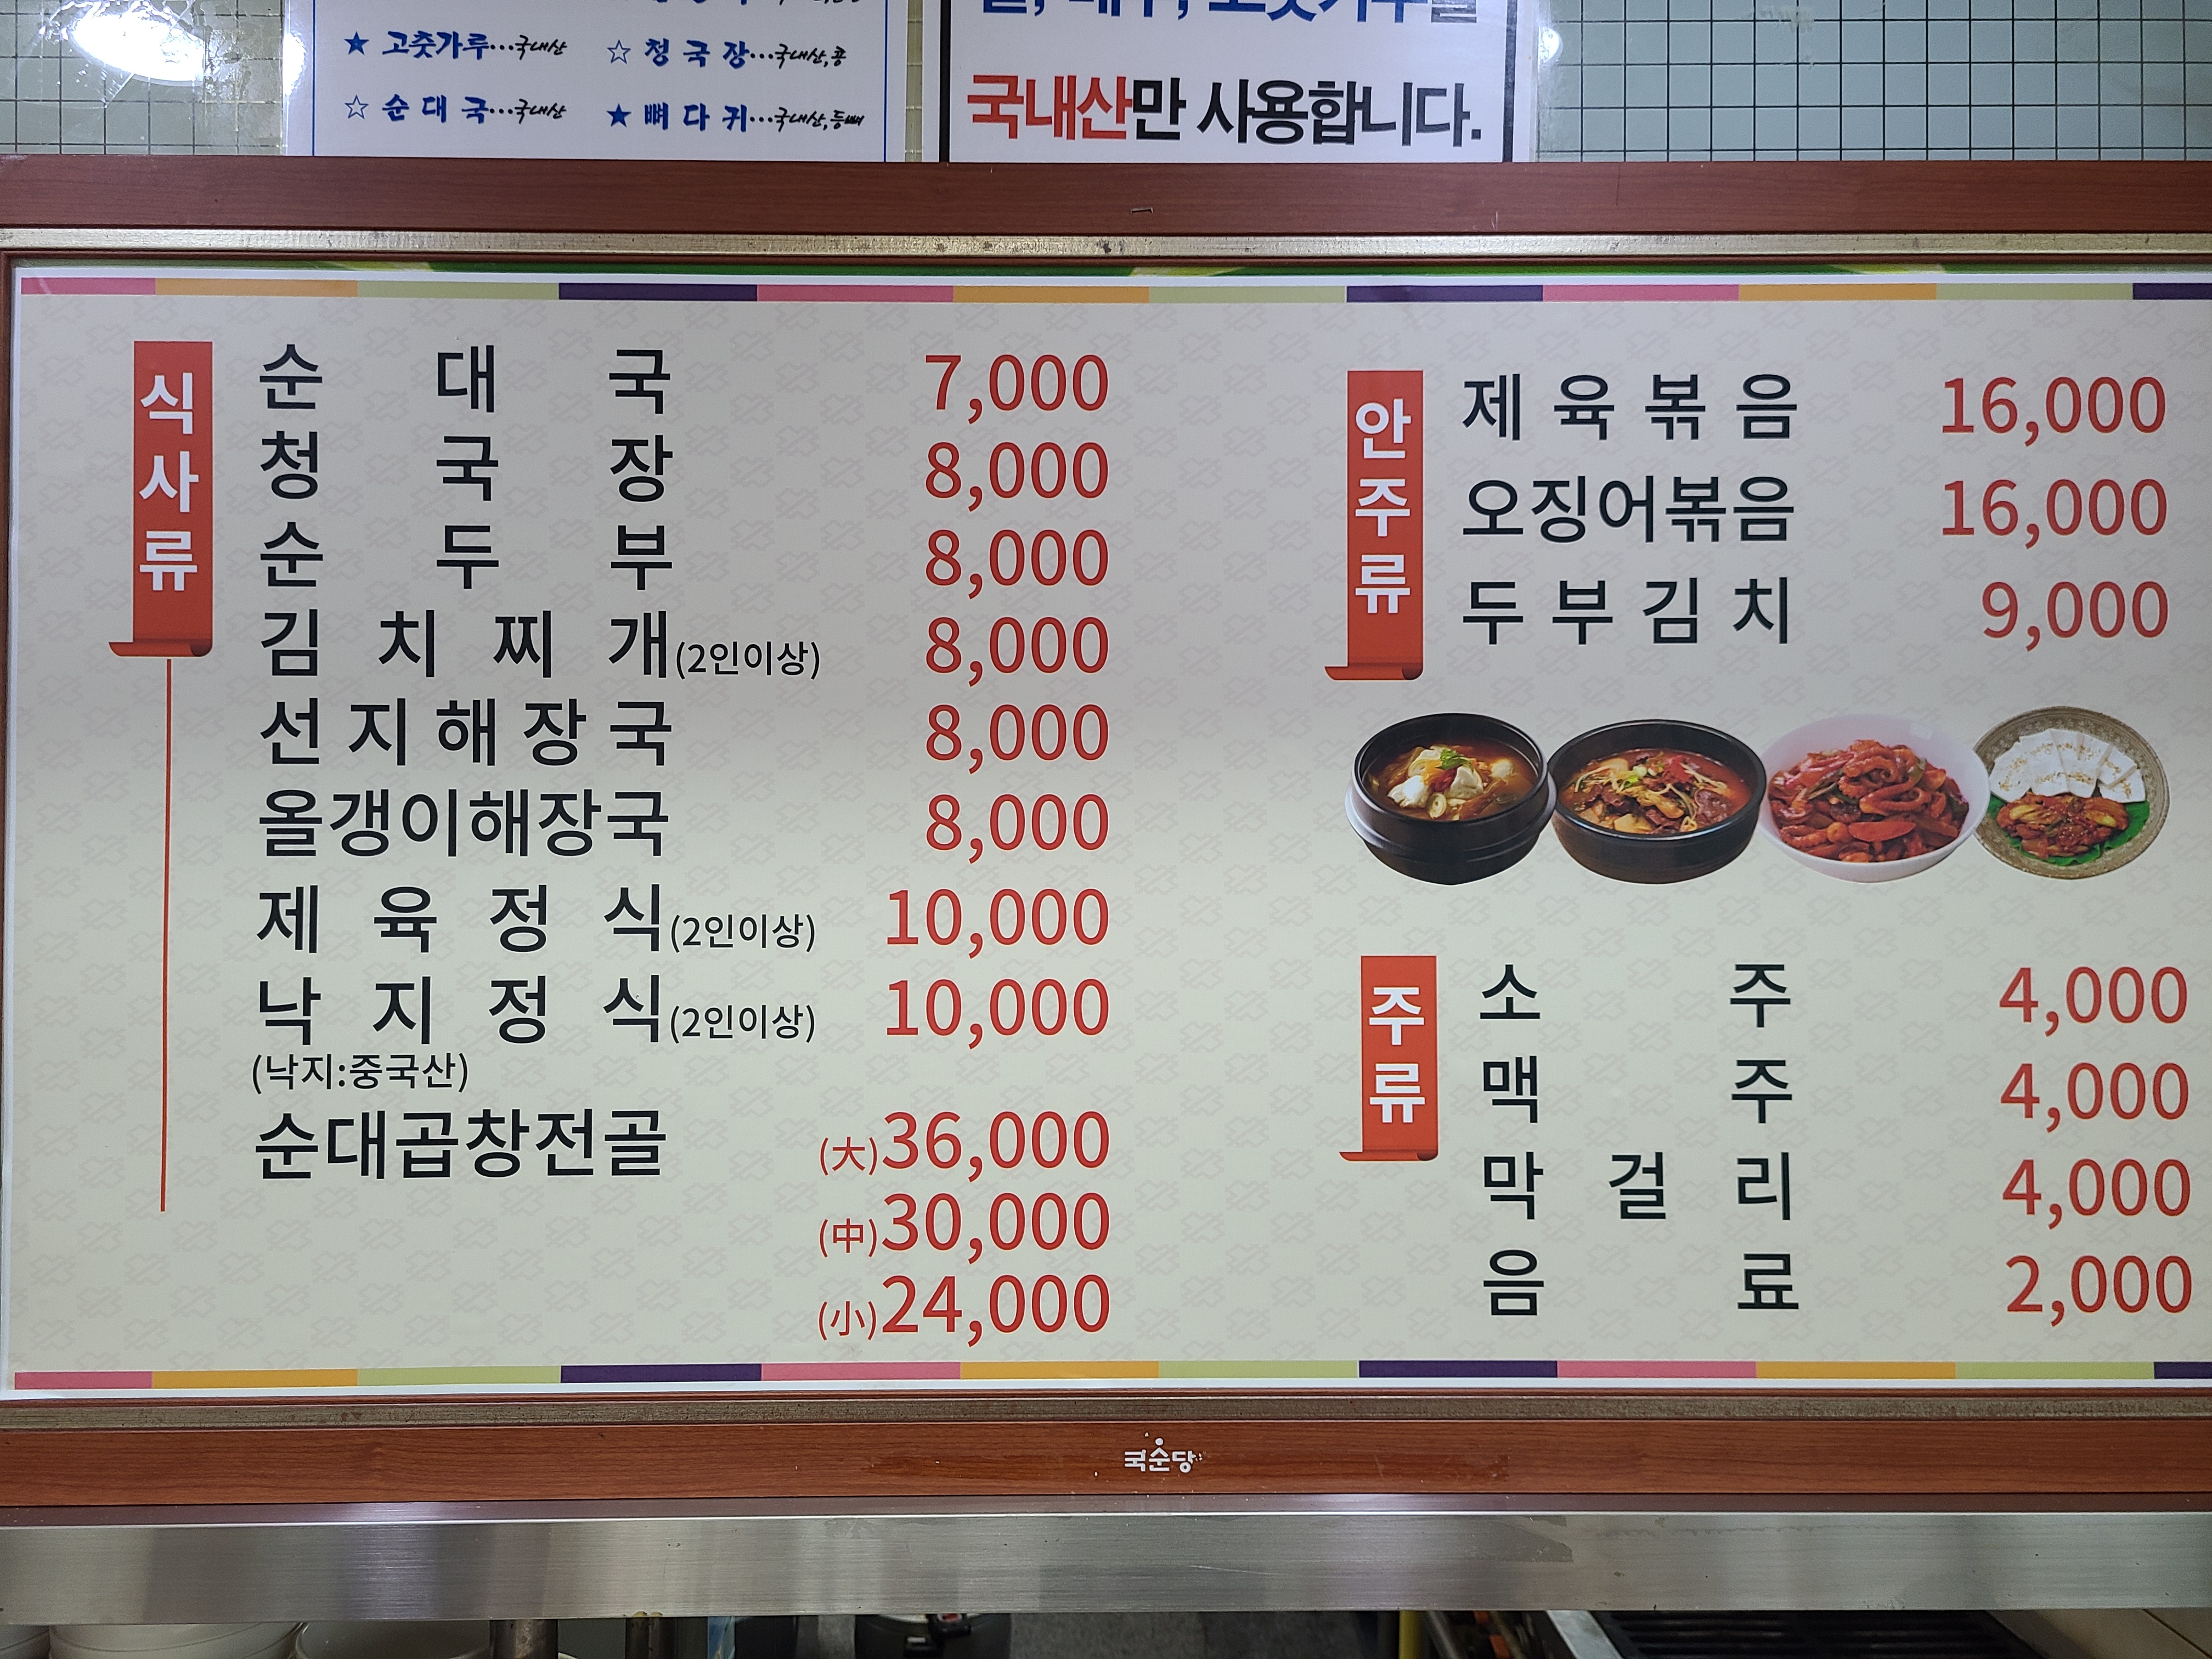 ★ 고춧가루···국내산
☆ 청국장···국내산,콩
☆ 순대국···국내산
★ 뼈다귀···국내산,등뼈
국내산만 사용합니다.
식사류
순대국 7,000
청국장 8,000
순두부 8,000
김치찌개(2인이상) 8,000
선지해장국 8,000
올갱이해장국 8,000
제육정식(2인이상) 10,000
낙지정식(2인이상) 10,000
(낙지:중국산)
순대곱창전골 (大)36,000
(中)30,000
(小)24,000
안주류
제육볶음 16,000
오징어볶음 16,000
두부김치 9,000
주류
소주 4,000
맥주 4,000
막걸리 4,000
음료 2,000
국순당